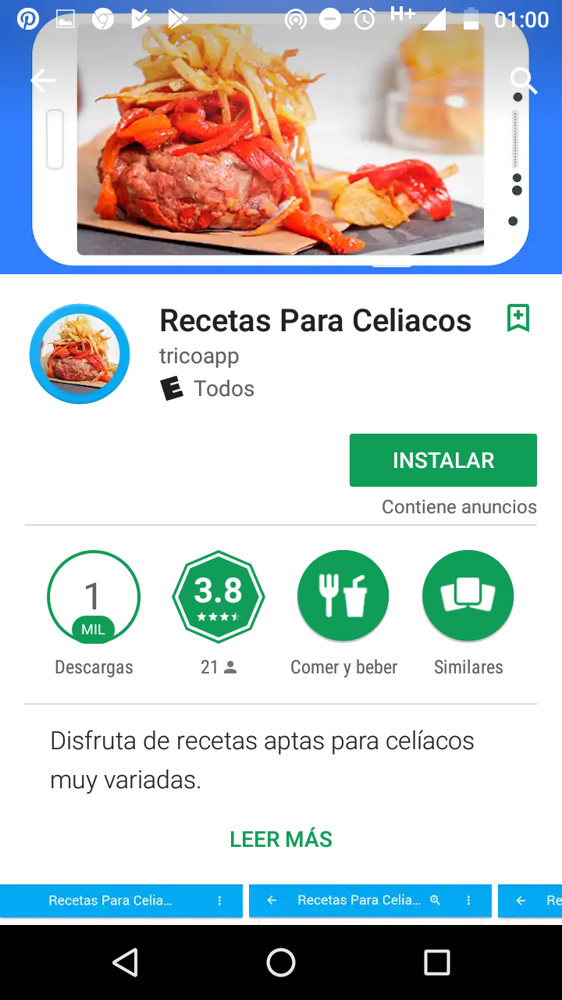 H+ 01:00
Recetas Para Celiacos
tricoapp
E Todos
INSTALAR
Contiene anuncios
1 MIL
3.8
Descargas
21
Comer y beber
Similares
Disfruta de recetas aptas para celíacos
muy variadas.
LEER MÁS
Recetas Para Celia...
Recetas Para Celia...
Re